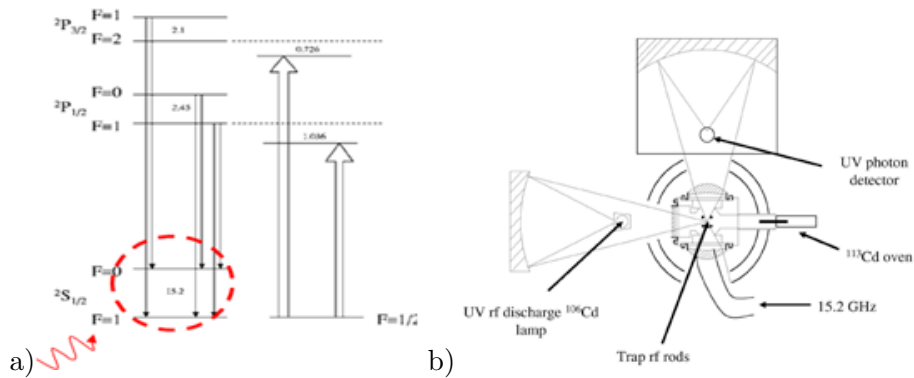 F=1
²P₃/₂
2.1
F=2
0.726
F=0
²P₁/₂
2.43
F=1
1.086
F=0
²S₁/₂
15.2
F=1
a)
UV photon
detector
¹¹³Cd oven
UV rf discharge ¹⁰⁶Cd
lamp
15.2 GHz
Trap rf rods
b)